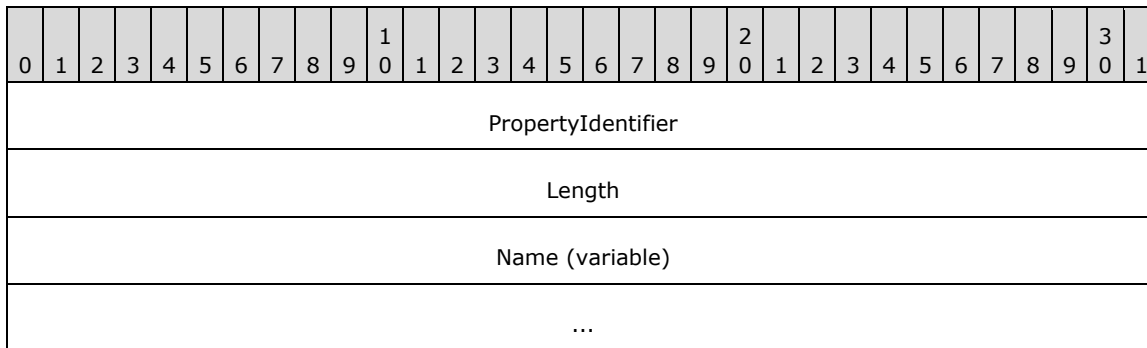 1 2 3
0 1 2 3 4 5 6 7 8 9 0 1 2 3 4 5 6 7 8 9 0 1 2 3 4 5 6 7 8 9 0 1
PropertyIdentifier
Length
Name (variable)
...